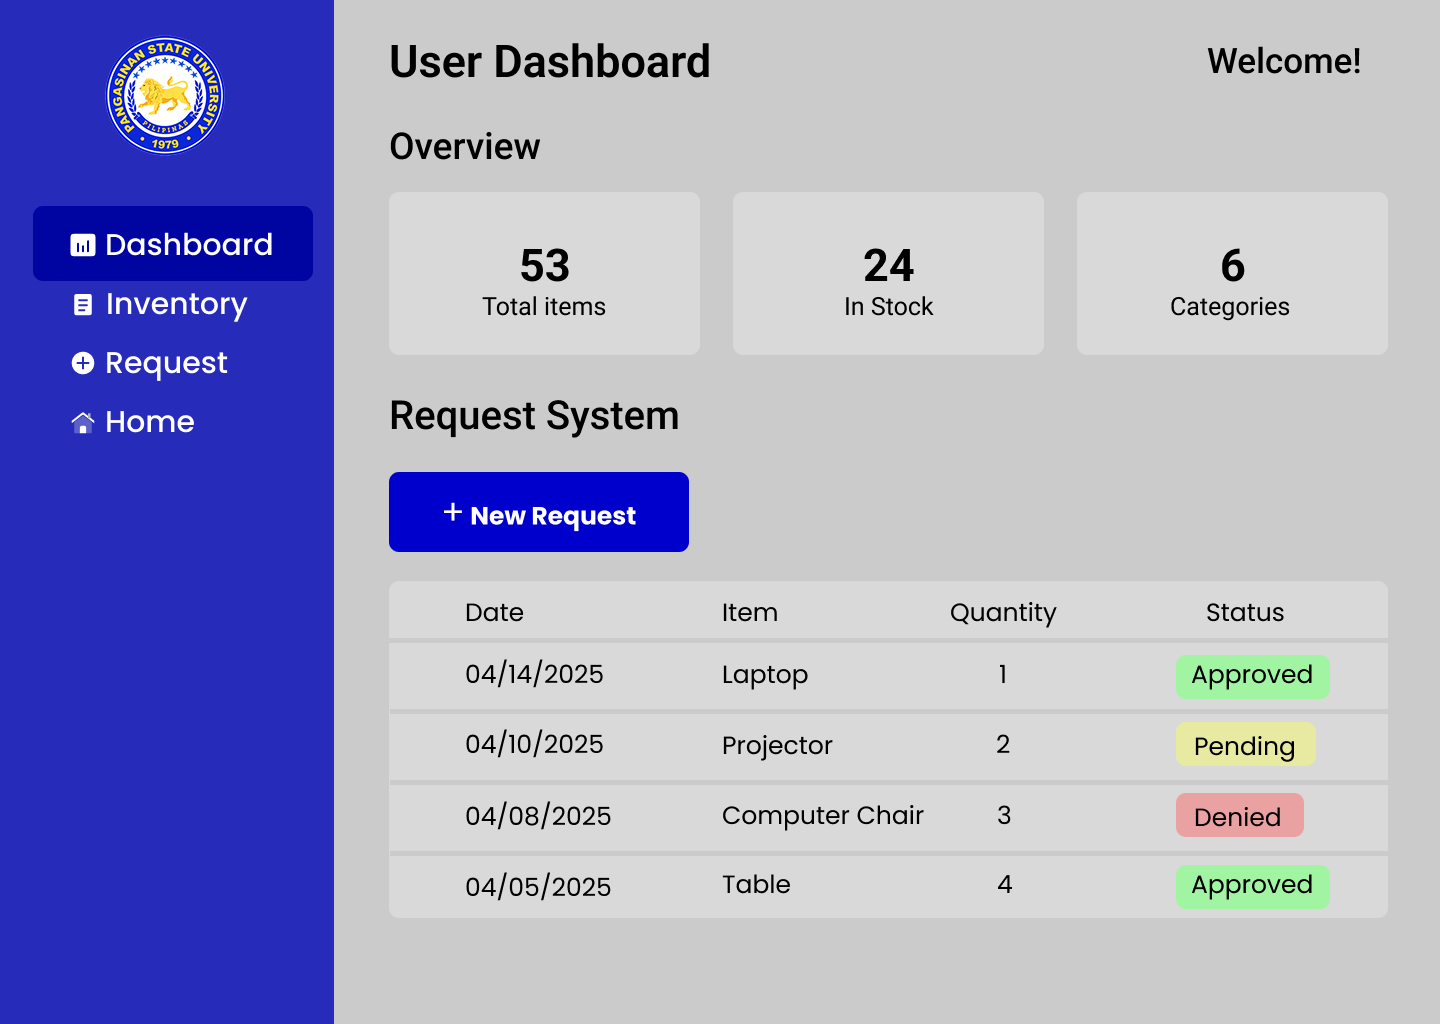 PANGASINAN STATE UNIVERSITY
PILIPINAS
• 1979 •
Dashboard
Inventory
Request
Home
User Dashboard
Welcome!
Overview
53
Total items
24
In Stock
6
Categories
Request System
+ New Request
Date Item Quantity Status
04/14/2025 Laptop 1 Approved
04/10/2025 Projector 2 Pending
04/08/2025 Computer Chair 3 Denied
04/05/2025 Table 4 Approved